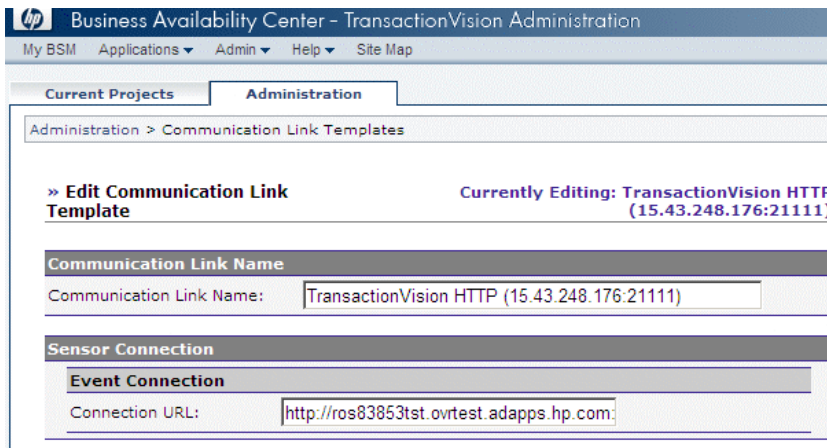 hp Business Availability Center – TransactionVision Administration
My BSM Applications Admin Help Site Map
Current Projects Administration
Administration > Communication Link Templates
» Edit Communication Link Template
Currently Editing: TransactionVision HTTP (15.43.248.176:21111)
Communication Link Name
Communication Link Name: TransactionVision HTTP (15.43.248.176:21111)
Sensor Connection
Event Connection
Connection URL: http://ros83853tst.ovrtest.adapps.hp.com: